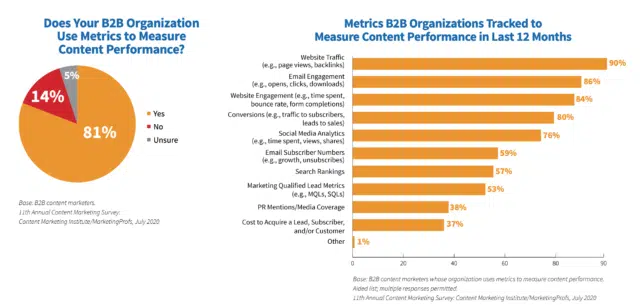 Does Your B2B Organization
Use Metrics to Measure
Content Performance?
5%
14%
81%
Yes
No
Unsure
Base: B2B content marketers.
11th Annual Content Marketing Survey:
Content Marketing Institute/MarketingProfs, July 2020
Metrics B2B Organizations Tracked to
Measure Content Performance in Last 12 Months
Website Traffic
(e.g., page views, backlinks)
90%
Email Engagement
(e.g., opens, clicks, downloads)
86%
Website Engagement (e.g., time spent,
bounce rate, form completions)
84%
Conversions (e.g., traffic to subscribers,
leads to sales)
80%
Social Media Analytics
(e.g., time spent, views, shares)
76%
Email Subscriber Numbers
(e.g., growth, unsubscribes)
59%
Search Rankings
57%
Marketing Qualified Lead Metrics
(e.g., MQLs, SQLs)
53%
PR Mentions/Media Coverage
38%
Cost to Acquire a Lead, Subscriber,
and/or Customer
37%
Other
1%
0 20 40 60 80 90
Base: B2B content marketers whose organization uses metrics to measure content performance.
Aided list; multiple responses permitted.
11th Annual Content Marketing Survey: Content Marketing Institute/MarketingProfs, July 2020